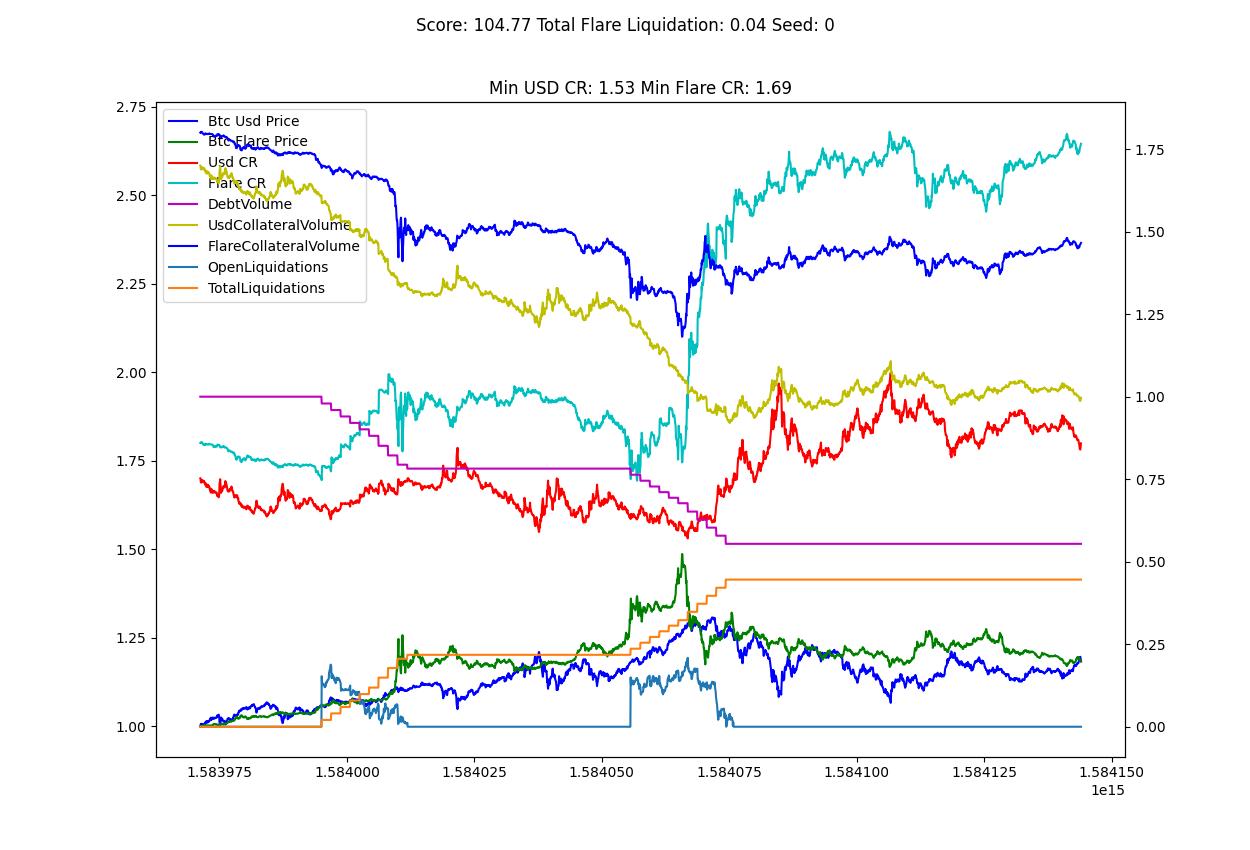 Score: 104.77 Total Flare Liquidation: 0.04 Seed: 0
Min USD CR: 1.53 Min Flare CR: 1.69
2.75
2.50
2.25
2.00
1.75
1.50
1.25
1.00
Btc Usd Price
Btc Flare Price
Usd CR
Flare CR
DebtVolume
UsdCollateralVolume
FlareCollateralVolume
OpenLiquidations
TotalLiquidations
1.75
1.50
1.25
1.00
0.75
0.50
0.25
0.00
1.583975 1.584000 1.584025 1.584050 1.584075 1.584100 1.584125 1.584150
1e15